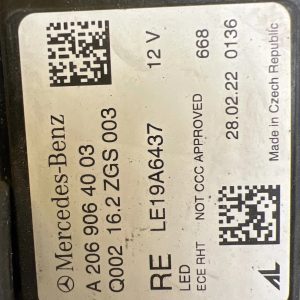 Mercedes-Benz
A 206 906 40 03
Q002 16.2 ZGS 003
RE LE19A6437 12 V
LED
ECE RHT NOT CCC APPROVED 668
28.02.22 0136
AL Made in Czech Republic